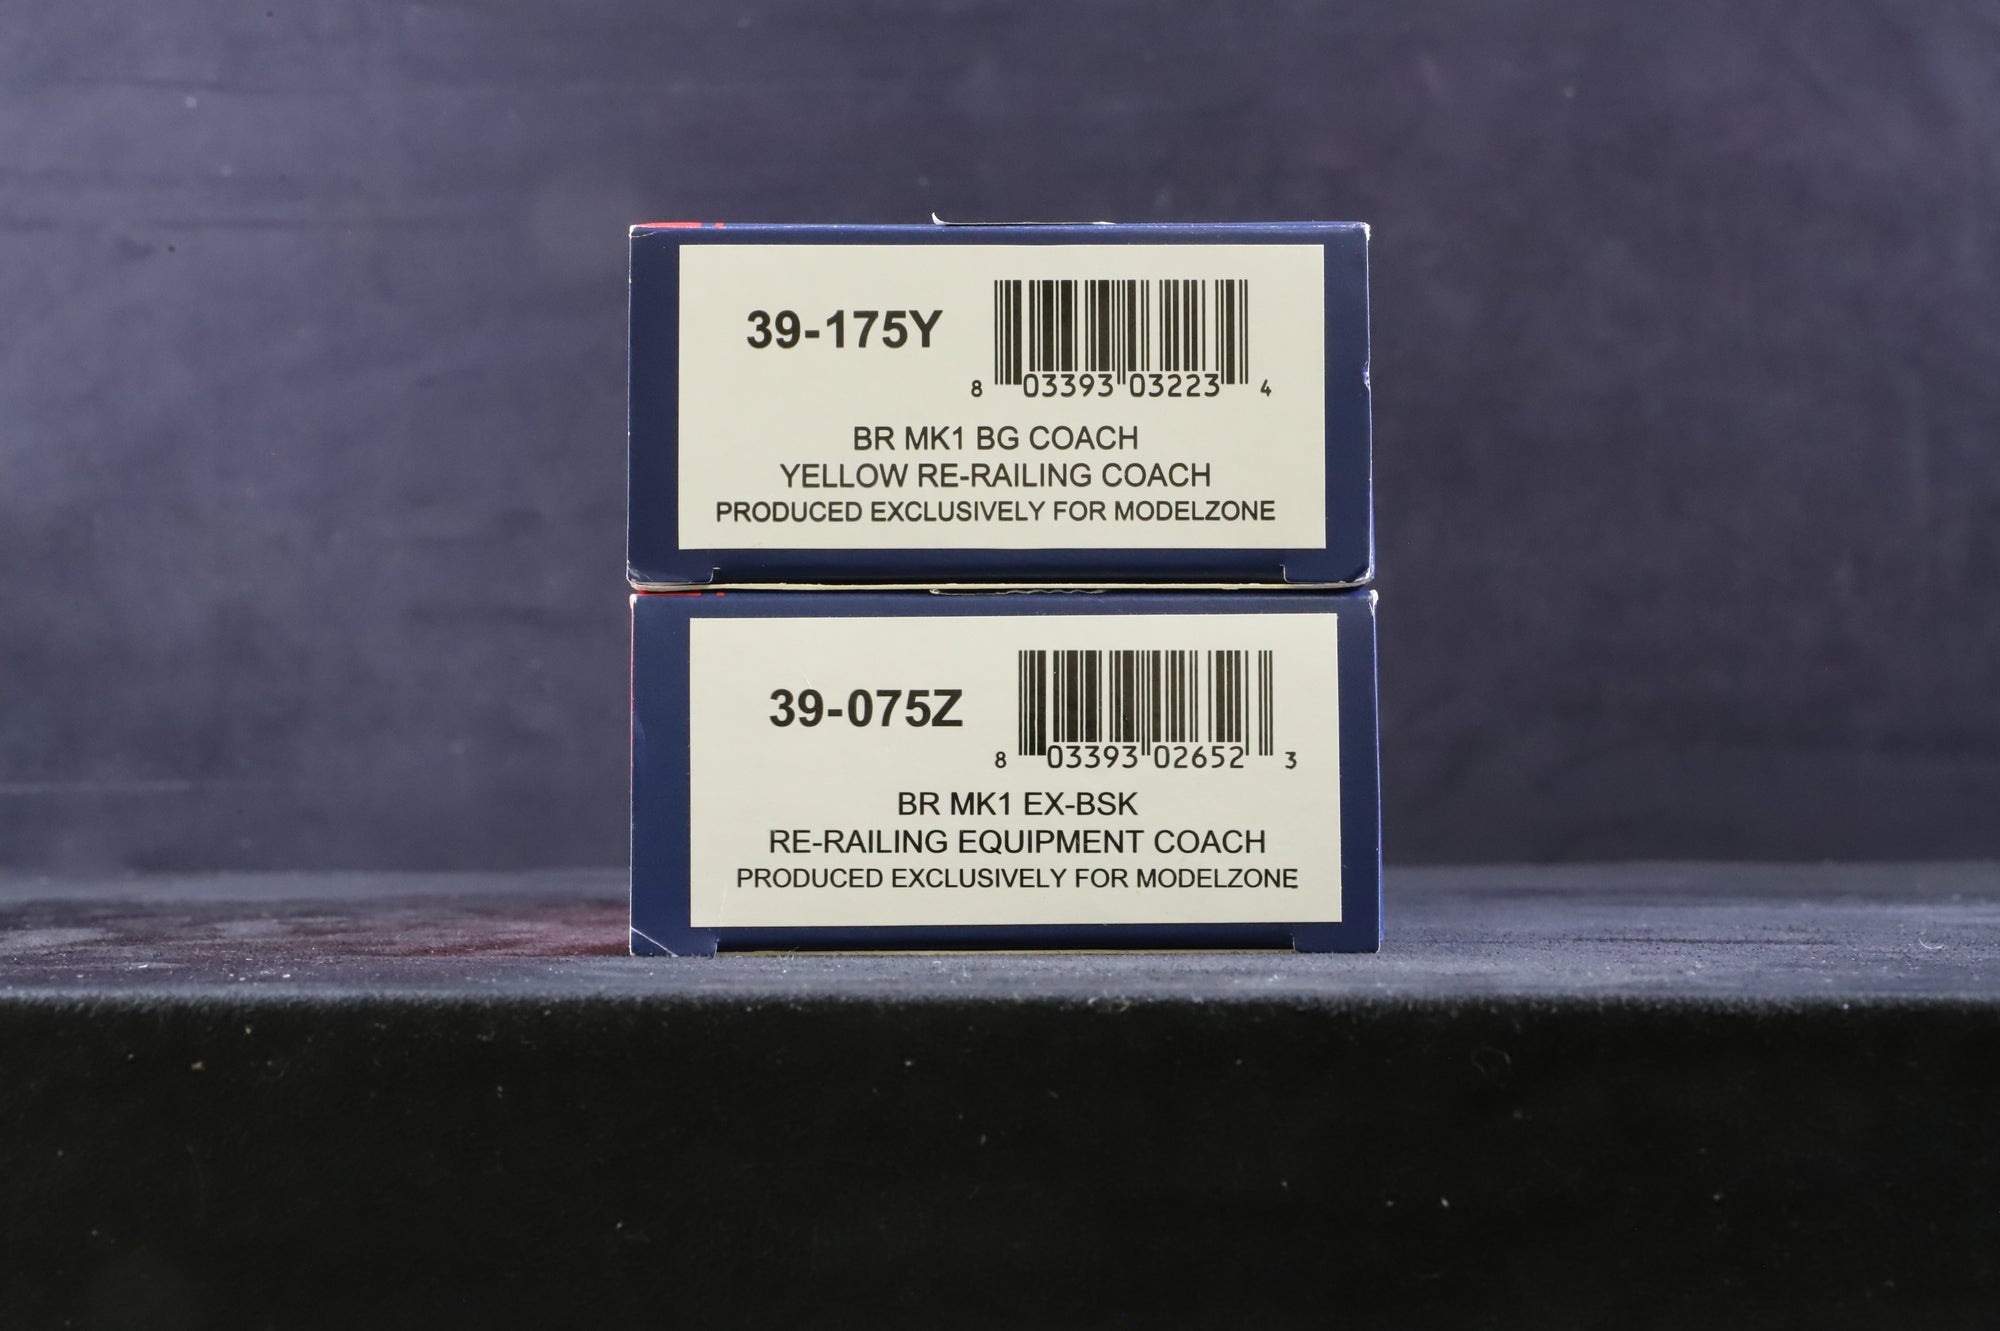 39-175Y
8 03393 03223 4
BR MK1 BG COACH
YELLOW RE-RAILING COACH
PRODUCED EXCLUSIVELY FOR MODELZONE
39-075Z
8 03393 02652 3
BR MK1 EX-BSK
RE-RAILING EQUIPMENT COACH
PRODUCED EXCLUSIVELY FOR MODELZONE